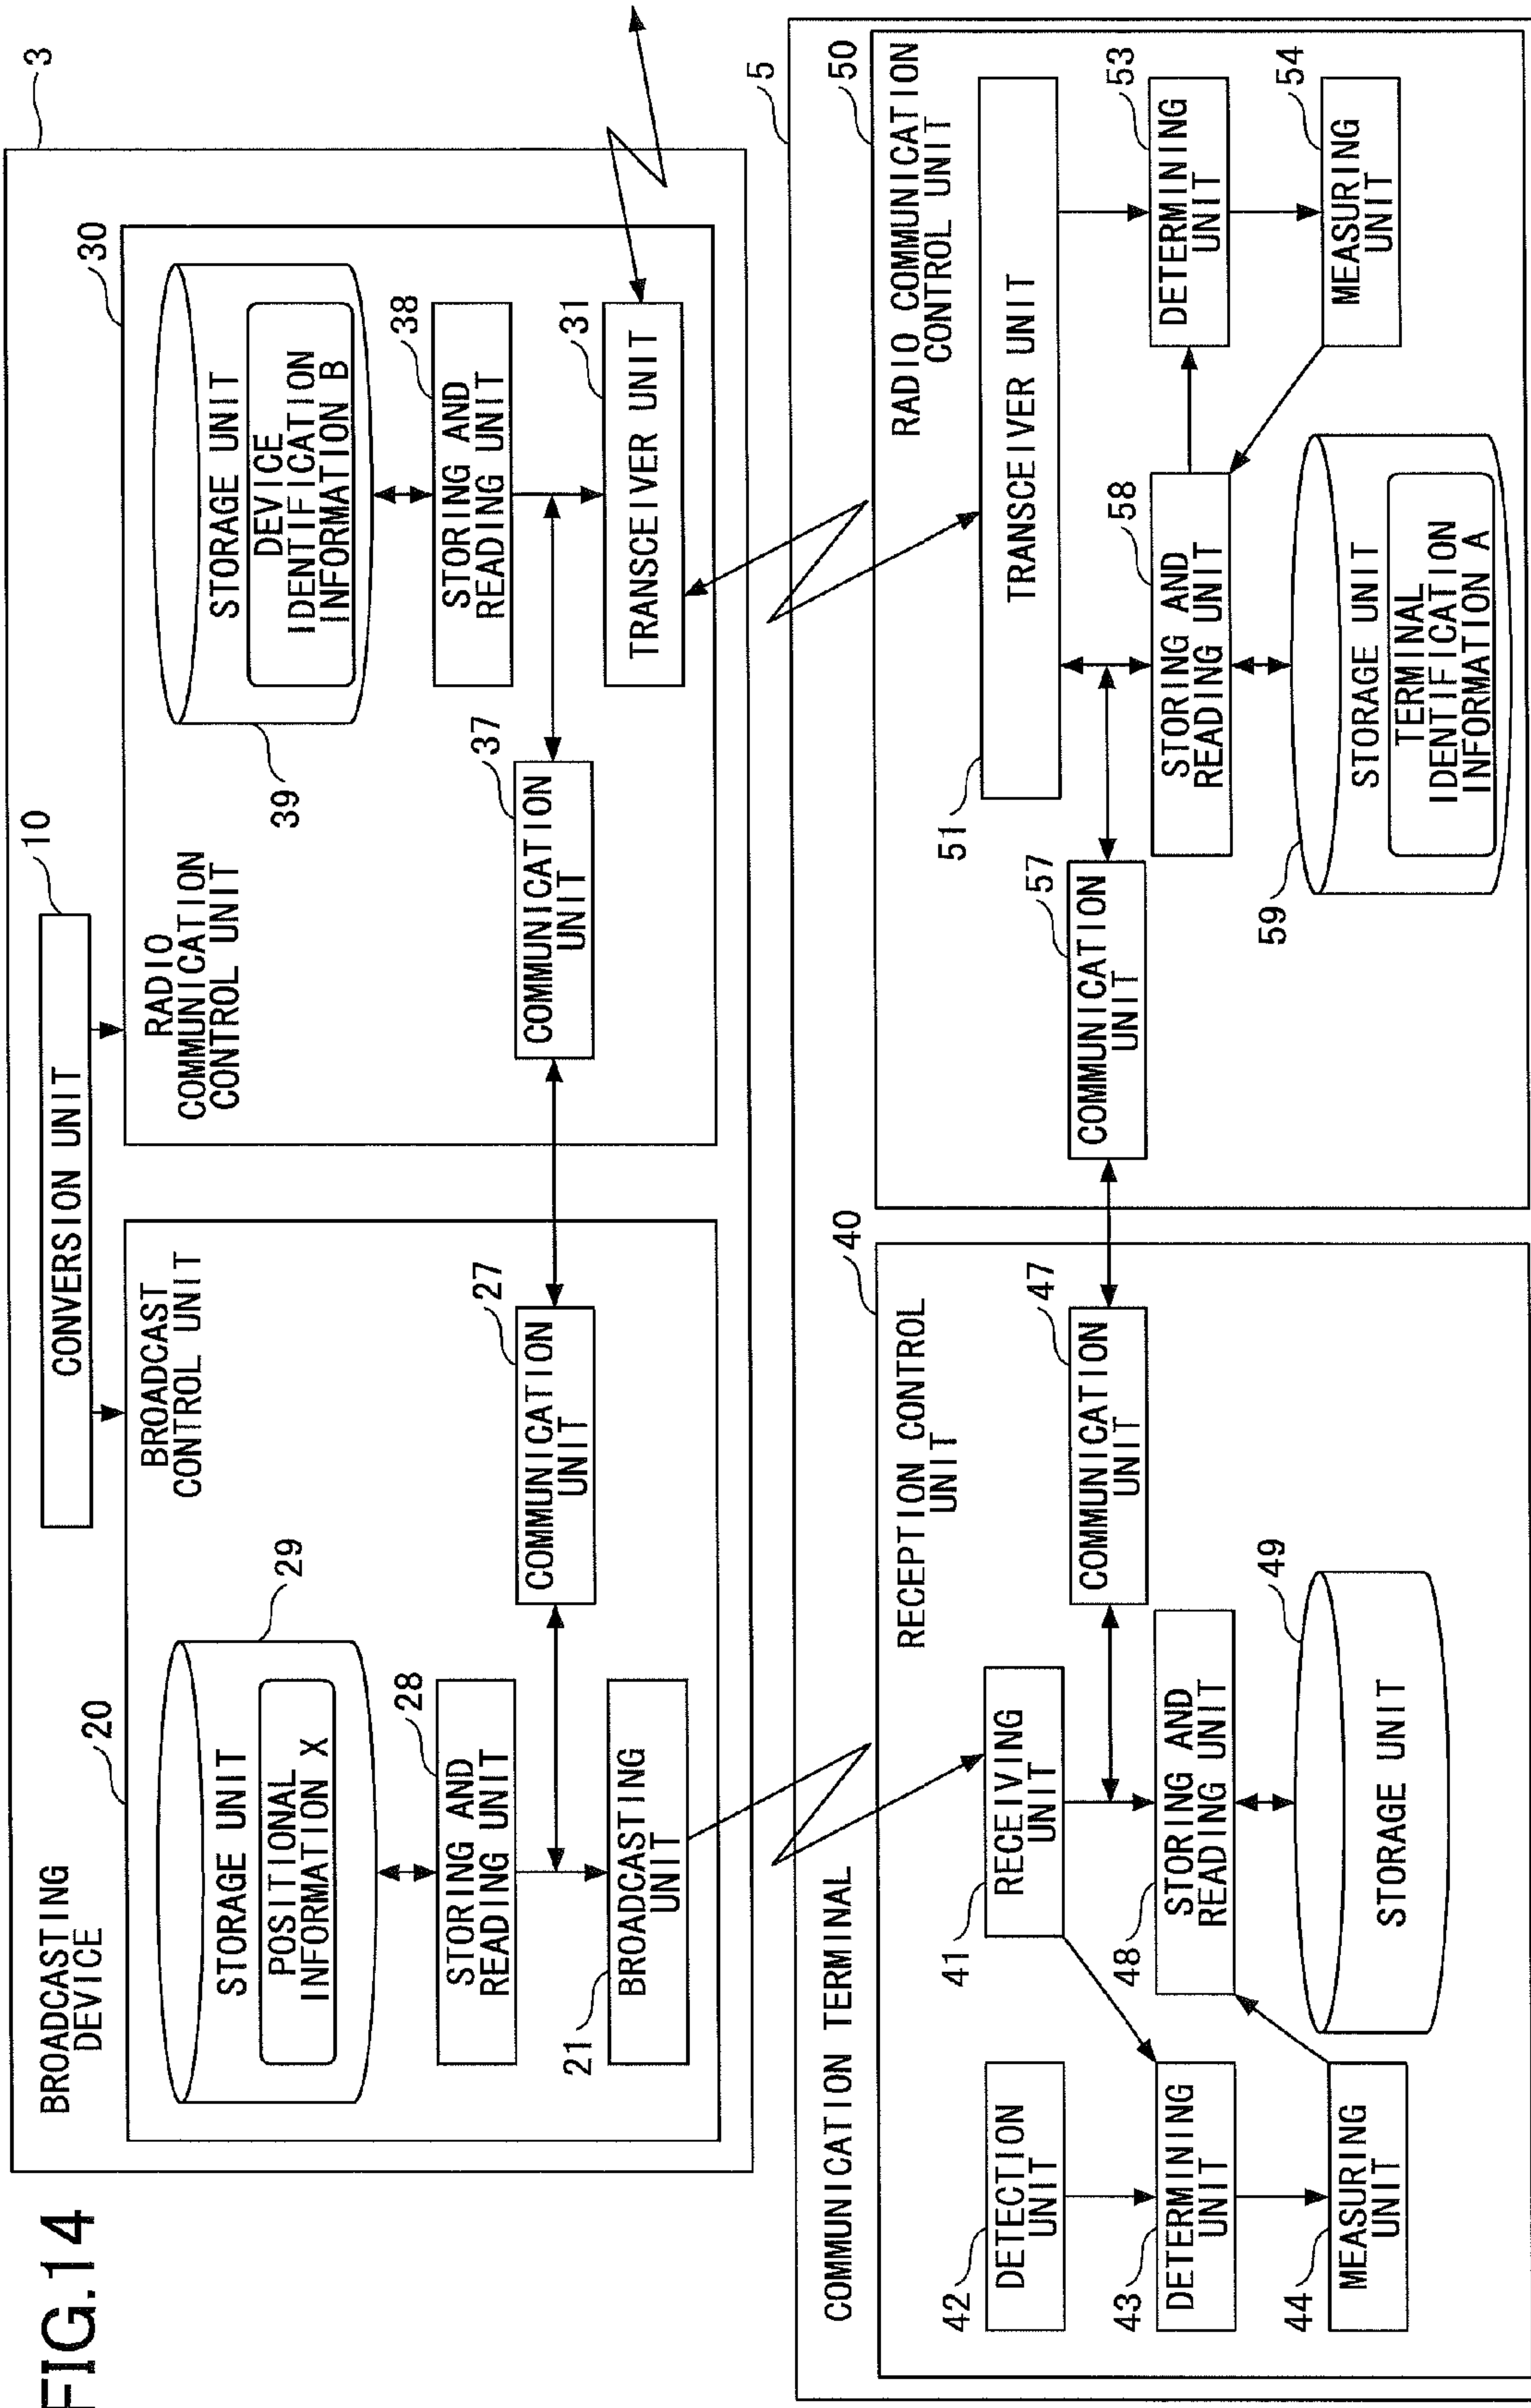 FIG.14
BROADCASTING
DEVICE
3
CONVERSION UNIT
10
20
BROADCAST
CONTROL UNIT
STORAGE UNIT
29
POSITIONAL
INFORMATION X
STORING AND
READING UNIT
28
COMMUNICATION
UNIT
27
21
BROADCASTING
UNIT
30
RADIO
COMMUNICATION
CONTROL UNIT
STORAGE UNIT
39
DEVICE
IDENTIFICATION
INFORMATION B
STORING AND
READING UNIT
38
COMMUNICATION
UNIT
37
TRANSCEIVER UNIT
31
COMMUNICATION TERMINAL
5
40
RECEPTION CONTROL
UNIT
42
DETECTION
UNIT
41
RECEIVING
UNIT
COMMUNICATION
UNIT
47
43
DETERMINING
UNIT
48
STORING AND
READING UNIT
44
MEASURING
UNIT
49
STORAGE UNIT
50
RADIO COMMUNICATION
CONTROL UNIT
51
TRANSCEIVER UNIT
COMMUNICATION
UNIT
57
STORING AND
READING UNIT
58
DETERMINING
UNIT
53
59
STORAGE UNIT
TERMINAL
IDENTIFICATION
INFORMATION A
MEASURING
UNIT
54